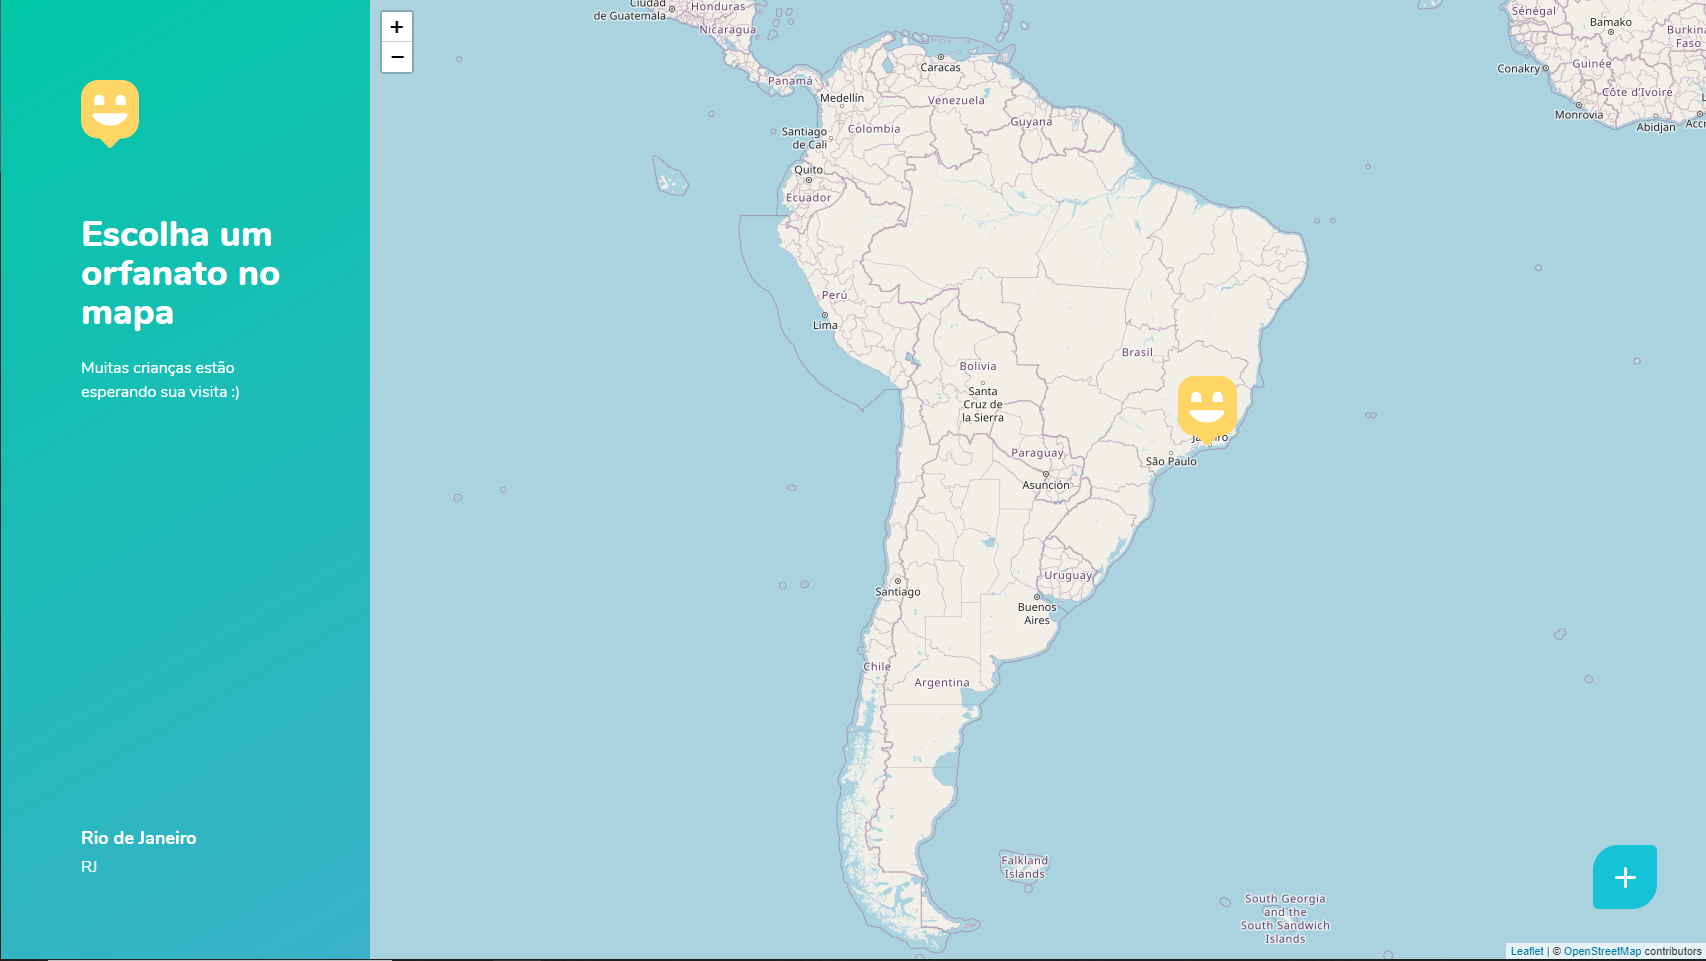 Escolha um
orfanato no
mapa
Muitas crianças estão
esperando sua visita :)
Rio de Janeiro
RJ
+
−
Ciudad
de Guatemala
Honduras
Nicaragua
Panamá
Caracas
Medellín
Venezuela
Guyana
Santiago
de Cali
Colombia
Quito
Ecuador
Perú
Lima
Brasil
Bolivia
Santa
Cruz de
la Sierra
Paraguay
São Paulo
Asunción
Uruguay
Santiago
Buenos
Aires
Chile
Argentina
Falkland
Islands
South Georgia
and the
South Sandwich
Islands
Sénégal
Bamako
Burkina
Faso
Guinée
Conakry
Côte d'Ivoire
Monrovia
Abidjan
+
Leaflet | © OpenStreetMap contributors